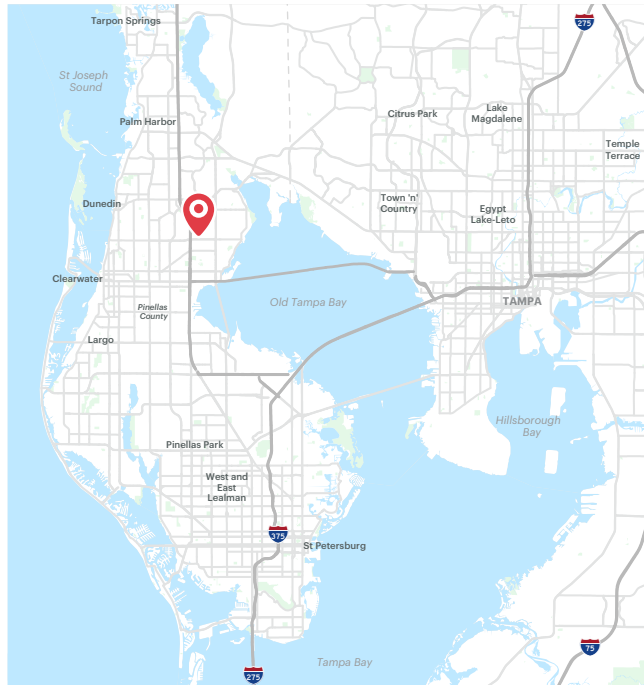 Tarpon Springs
275
St Joseph
Sound
Palm Harbor
Citrus Park
Lake
Magdalene
Temple
Terrace
Dunedin
Town 'n'
Country
Egypt
Lake-Leto
Clearwater
Old Tampa Bay
TAMPA
Pinellas
County
Largo
Hillsborough
Bay
Pinellas Park
West and
East
Lealman
375
St Petersburg
75
Tampa Bay
275